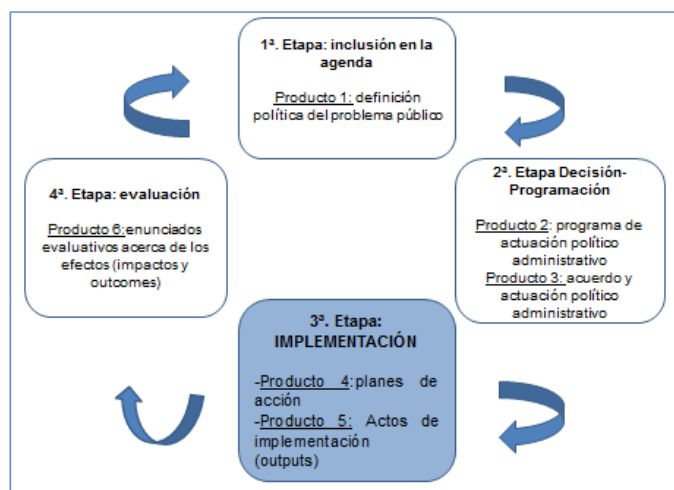 1ª. Etapa: inclusión en la
agenda
Producto 1: definición
política del problema público
2ª. Etapa Decisión-
Programación
Producto 2: programa de
actuación político
administrativo
Producto 3: acuerdo y
actuación político
administrativo
3ª. Etapa:
IMPLEMENTACIÓN
-Producto 4: planes de
acción
-Producto 5: Actos de
implementación
(outputs)
4ª. Etapa: evaluación
Producto 6: enunciados
evaluativos acerca de los
efectos (impactos y
outcomes)